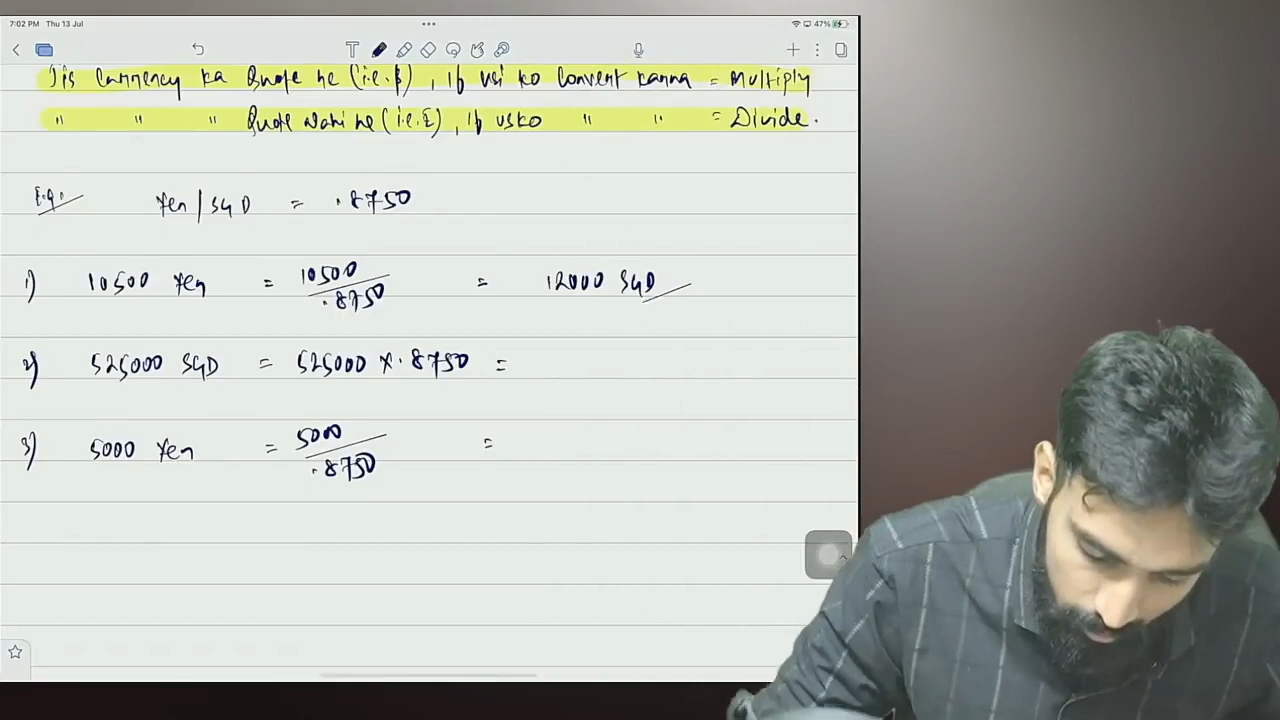 7:02 PM Thu 13 Jul
47%
Jis Currency ka Quote he (i.e. $), If usi ko Convert karna = Multiply
" " " Quote Nahi he (i.e. £), If usko " " = Divide.
E.g. Yen/SGD = .8750
1) 10500 Yen = 10500/.8750 = 12000 SGD
2) 525000 SGD = 525000 × .8750 =
3) 5000 Yen = 5000/.8750 =